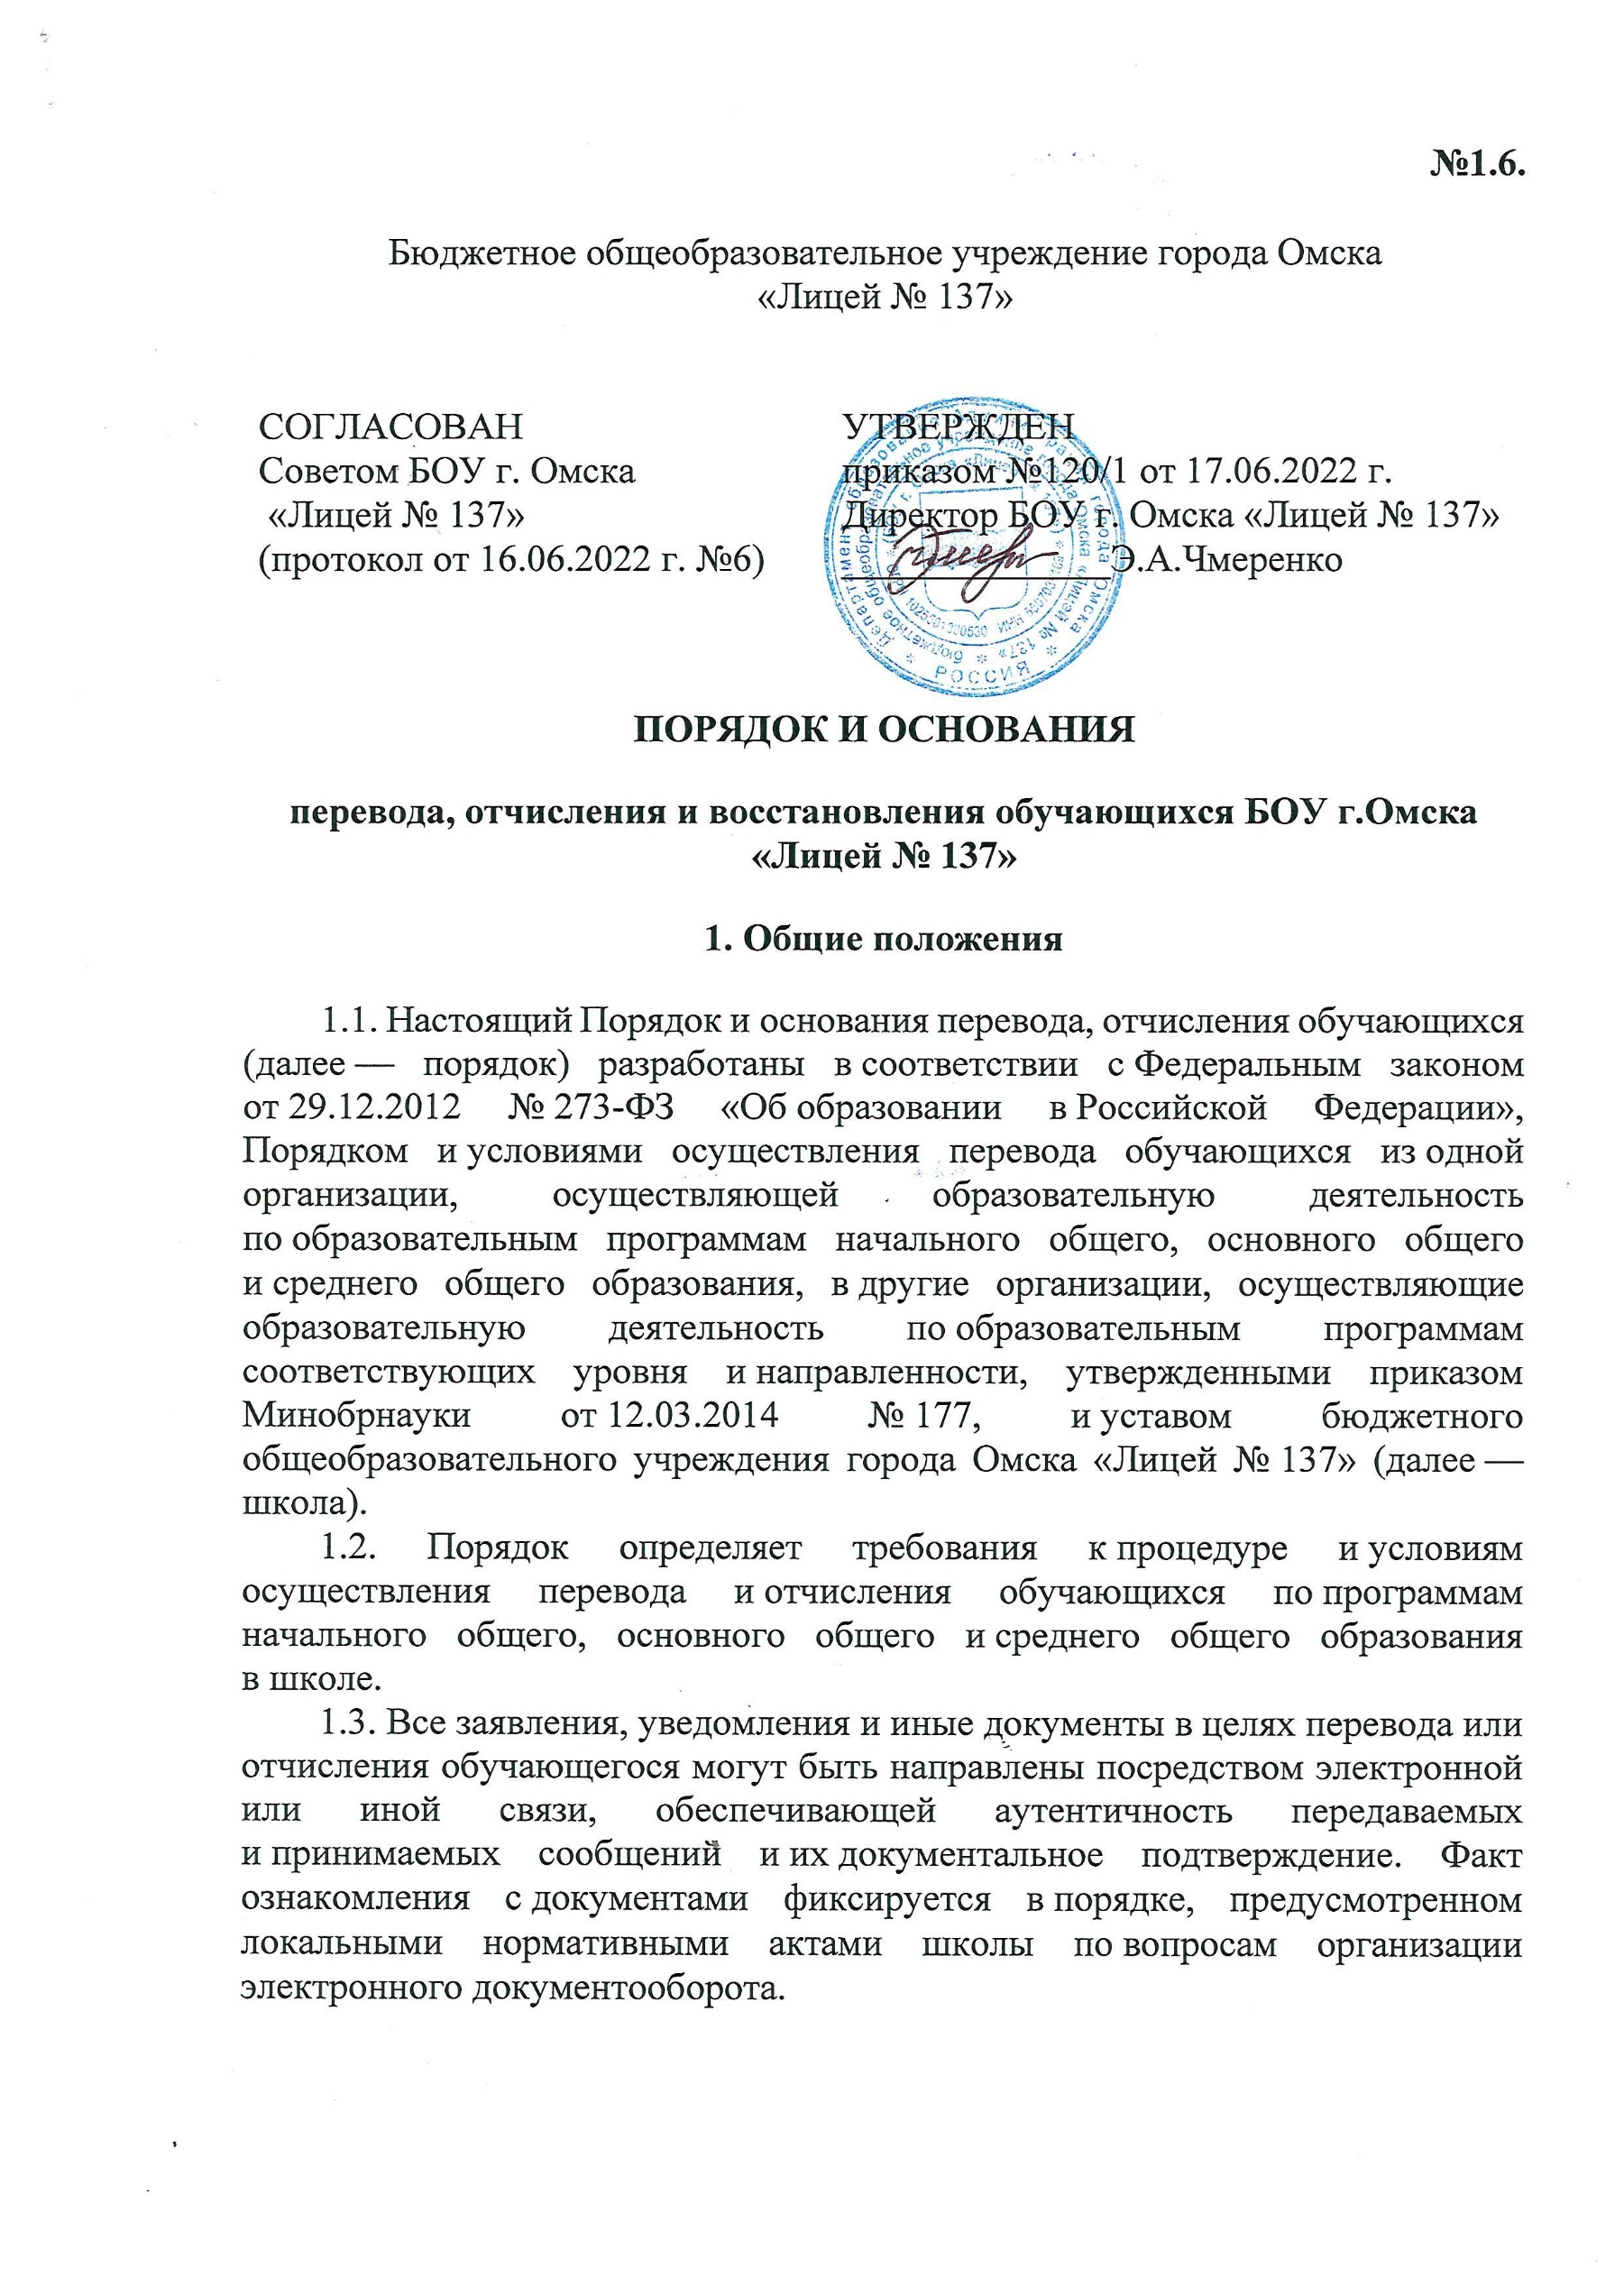 №1.6.
Бюджетное общеобразовательное учреждение города Омска
«Лицей № 137»
СОГЛАСОВАН
Советом БОУ г. Омска
«Лицей № 137»
(протокол от 16.06.2022 г. №6)
УТВЕРЖДЕН
приказом №120/1 от 17.06.2022 г.
Директор БОУ г. Омска «Лицей № 137»
Э.А.Чмеренко
РОССИЯ
ПОРЯДОК И ОСНОВАНИЯ
перевода, отчисления и восстановления обучающихся БОУ г.Омска
«Лицей № 137»
1. Общие положения
1.1. Настоящий Порядок и основания перевода, отчисления обучающихся
(далее — порядок) разработаны в соответствии с Федеральным законом
от 29.12.2012 № 273-ФЗ «Об образовании в Российской Федерации»,
Порядком и условиями осуществления перевода обучающихся из одной
организации, осуществляющей образовательную деятельность
по образовательным программам начального общего, основного общего
и среднего общего образования, в другие организации, осуществляющие
образовательную деятельность по образовательным программам
соответствующих уровня и направленности, утвержденными приказом
Минобрнауки от 12.03.2014 № 177, и уставом бюджетного
общеобразовательного учреждения города Омска «Лицей № 137» (далее —
школа).
1.2. Порядок определяет требования к процедуре и условиям
осуществления перевода и отчисления обучающихся по программам
начального общего, основного общего и среднего общего образования
в школе.
1.3. Все заявления, уведомления и иные документы в целях перевода или
отчисления обучающегося могут быть направлены посредством электронной
или иной связи, обеспечивающей аутентичность передаваемых
и принимаемых сообщений и их документальное подтверждение. Факт
ознакомления с документами фиксируется в порядке, предусмотренном
локальными нормативными актами школы по вопросам организации
электронного документооборота.